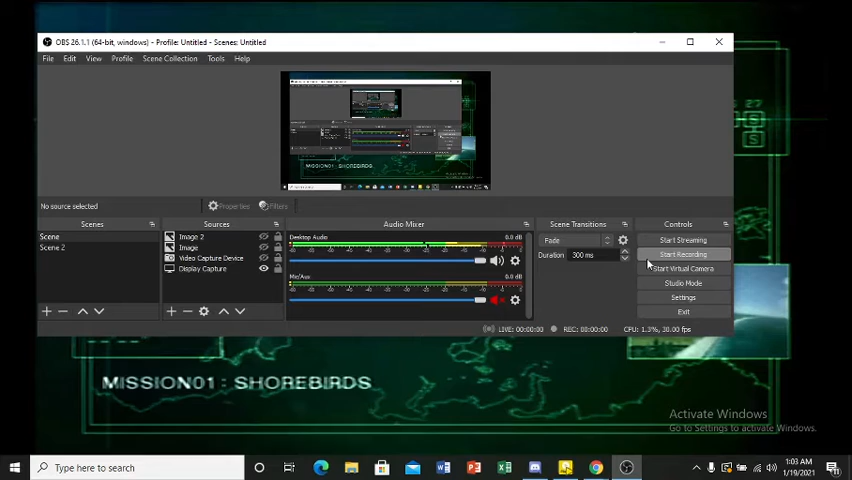 OBS 26.1.1 (64-bit, windows) - Profile: Untitled - Scenes: Untitled
File Edit View Profile Scene Collection Tools Help
MISSION01 : SHOREBIRDS
No source selected Properties Filters
Scenes Sources Audio Mixer Scene Transitions Controls
Scene
Scene 2
Image 2
Image
Video Capture Device
Display Capture
Desktop Audio 0.0 dB
Mic/Aux 0.0 dB
Fade
Duration 300 ms
Start Streaming
Start Recording
Start Virtual Camera
Studio Mode
Settings
Exit
LIVE: 00:00:00 REC: 00:00:00 CPU: 1.3%, 30.00 fps
27
S
S
MISSION01 : SHOREBIRDS
Activate Windows
Go to Settings to activate Windows.
Type here to search
1:03 AM
1/19/2021